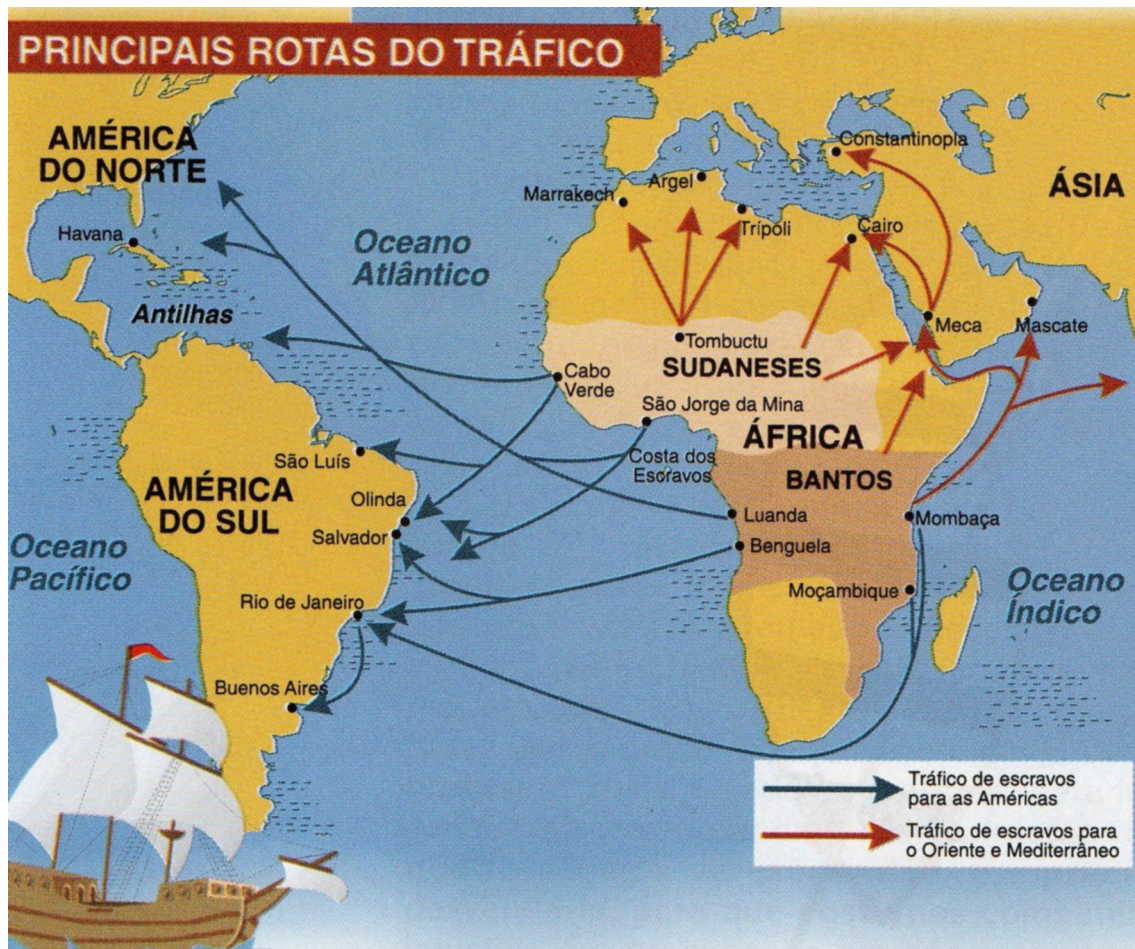 PRINCIPAIS ROTAS DO TRÁFICO
AMÉRICA
DO NORTE
Havana
Antilhas
Oceano
Atlântico
Constantinopla
ÁSIA
Argel
Marrakech
Trípoli
Cairo
Meca
Mascate
Tombuctu
SUDANESES
Cabo
Verde
São Jorge da Mina
ÁFRICA
Costa dos
Escravos
BANTOS
São Luís
AMÉRICA
DO SUL
Olinda
Salvador
Luanda
Mombaça
Benguela
Oceano
Pacífico
Rio de Janeiro
Moçambique
Oceano
Índico
Buenos Aires
Tráfico de escravos
para as Américas
Tráfico de escravos para
o Oriente e Mediterrâneo